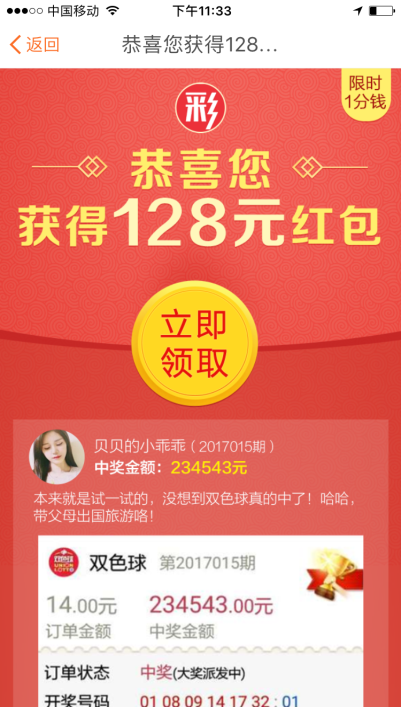 中国移动 下午11:33
返回 恭喜您获得128...
限时
1分钱
彩
恭喜您
获得128元红包
立即
领取
贝贝的小乖乖（2017015期）
中奖金额：234543元
本来就是试一试的，没想到双色球真的中了！哈哈，
带父母出国旅游咯！
双色球 第2017015期
14.00元 234543.00元
订单金额 中奖金额
订单状态 中奖(大奖派发中)
开奖号码 01 08 09 14 17 32 : 01